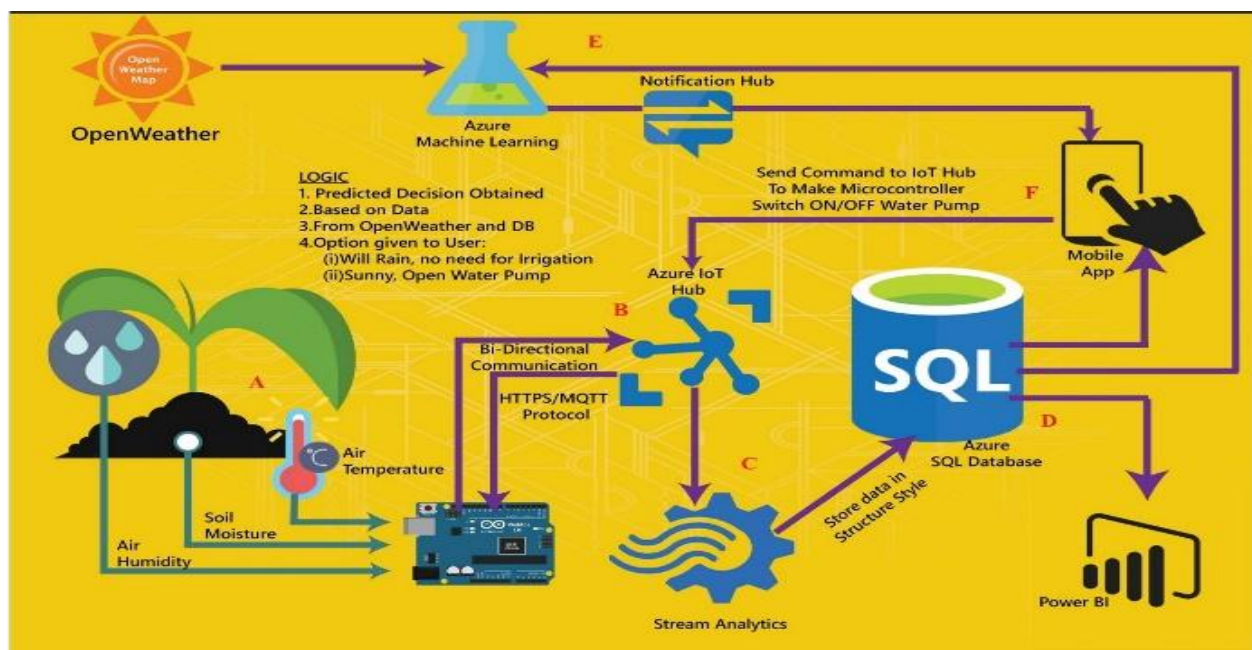 Open
Weather
Map
OpenWeather
Azure
Machine Learning
E
Notification Hub
LOGIC
1. Predicted Decision Obtained
2.Based on Data
3.From OpenWeather and DB
4.Option given to User:
(i)Will Rain, no need for Irrigation
(ii)Sunny, Open Water Pump
Send Command to IoT Hub
To Make Microcontroller
Switch ON/OFF Water Pump
F
Mobile
App
Azure IoT
Hub
B
Bi-Directional
Communication
HTTPS/MQTT
Protocol
A
°C
Air
Temperature
Soil
Moisture
Air
Humidity
C
Stream Analytics
Store data in
Structure Style
SQL
Azure
SQL Database
D
Power BI